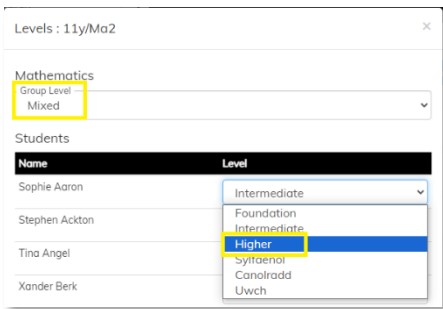 Levels : 11y/Ma2 ×
Mathematics
Group Level
Mixed
Students
Name Level
Sophie Aaron Intermediate
Stephen Ackton Foundation
Intermediate
Higher
Tina Angel Sylfaenol
Canolradd
Xander Berk Uwch